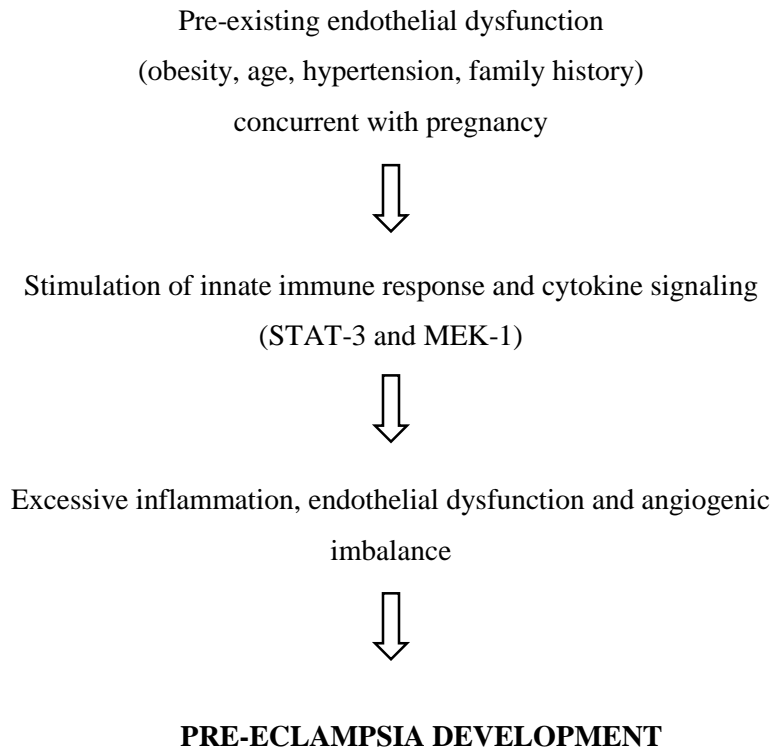 Pre-existing endothelial dysfunction
(obesity, age, hypertension, family history)
concurrent with pregnancy
Stimulation of innate immune response and cytokine signaling
(STAT-3 and MEK-1)
Excessive inflammation, endothelial dysfunction and angiogenic
imbalance
PRE-ECLAMPSIA DEVELOPMENT